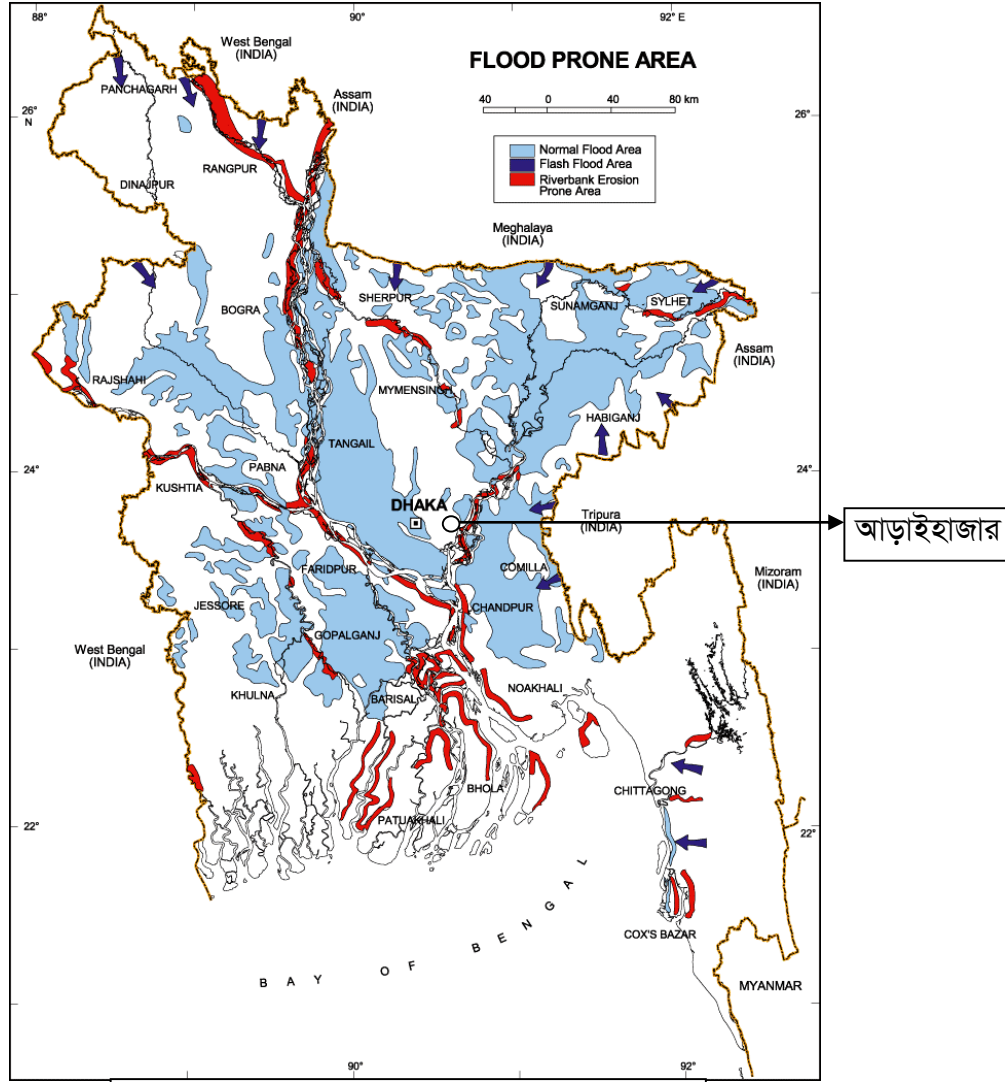 88°
90°
92° E
West Bengal
(INDIA)
FLOOD PRONE AREA
PANCHAGARH
Assam
(INDIA)
40 0 40 80 km
26°
N
26°
Normal Flood Area
Flash Flood Area
Riverbank Erosion
Prone Area
RANGPUR
DINAJPUR
Meghalaya
(INDIA)
SHERPUR
SUNAMGANJ
SYLHET
BOGRA
Assam
(INDIA)
RAJSHAHI
MYMENSINGH
HABIGANJ
TANGAIL
24°
24°
PABNA
KUSHTIA
DHAKA
Tripura
(INDIA)
আড়াইহাজার
FARIDPUR
COMILLA
Mizoram
(INDIA)
JESSORE
CHANDPUR
GOPALGANJ
West Bengal
(INDIA)
KHULNA
BARISAL
NOAKHALI
BHOLA
CHITTAGONG
PATUAKHALI
22°
22°
COX'S BAZAR
BAY OF BENGAL
MYANMAR
90°
92°